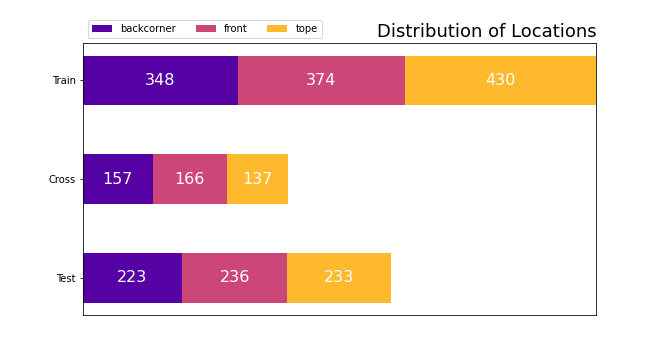 backcorner front tope
Distribution of Locations
Train 348 374 430
Cross 157 166 137
Test 223 236 233